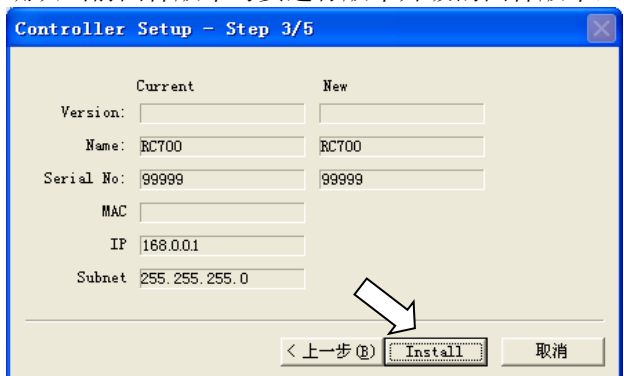 Controller Setup - Step 3/5
Current New
Version:
Name: RC700 RC700
Serial No: 99999 99999
MAC
IP 168.0.0.1
Subnet 255.255.255.0
< 上一步(B) Install 取消